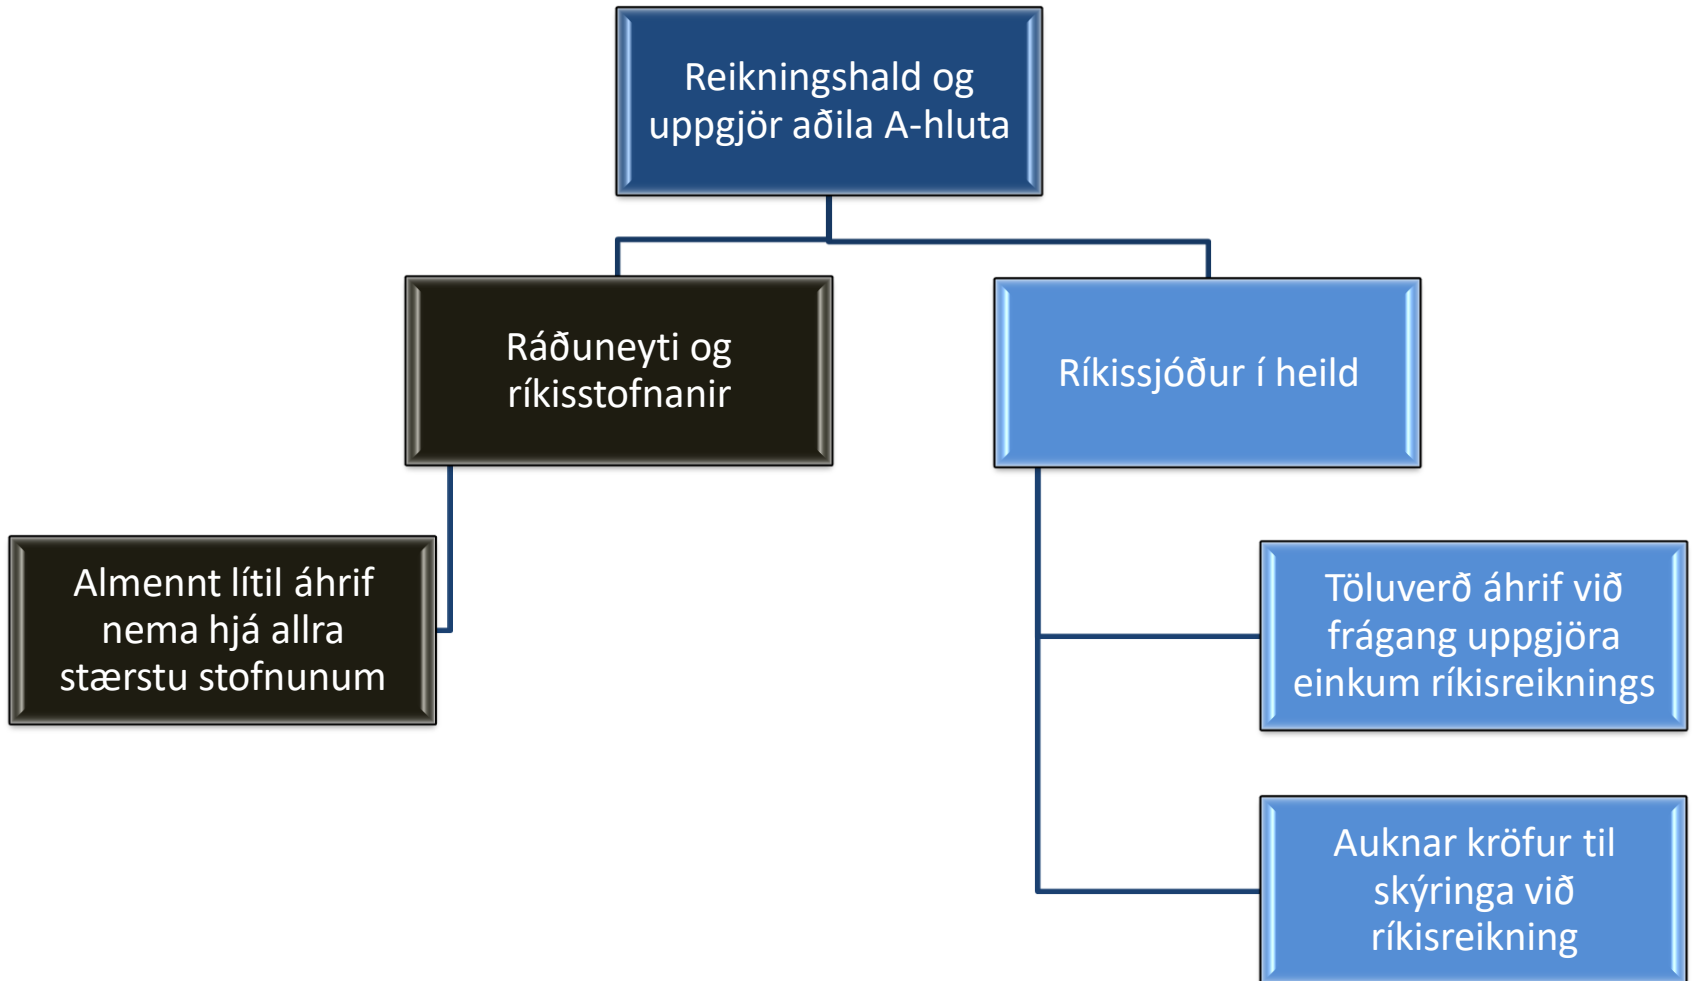 Reikningshald og
uppgjör aðila A-hluta
Ráðuneyti og
ríkisstofnanir
Ríkissjóður í heild
Almennt lítil áhrif
nema hjá allra
stærstu stofnunum
Töluverð áhrif við
frágang uppgjöra
einkum ríkisreiknings
Auknar kröfur til
skýringa við
ríkisreikning